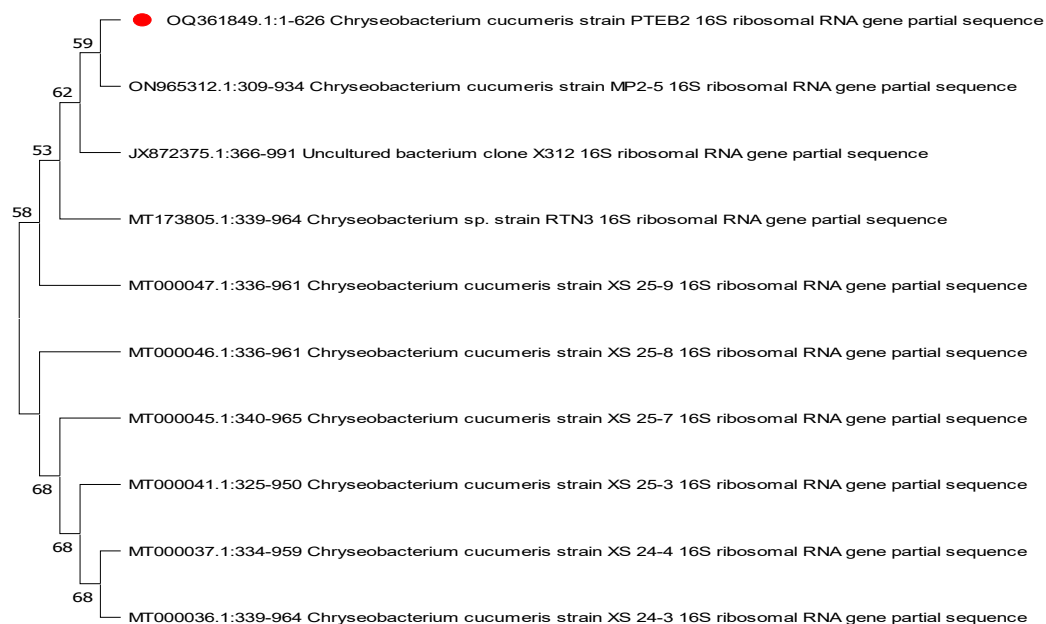 OQ361849.1:1-626 Chryseobacterium cucumeris strain PTEB2 16S ribosomal RNA gene partial sequence
59
ON965312.1:309-934 Chryseobacterium cucumeris strain MP2-5 16S ribosomal RNA gene partial sequence
62
53
JX872375.1:366-991 Uncultured bacterium clone X312 16S ribosomal RNA gene partial sequence
58
MT173805.1:339-964 Chryseobacterium sp. strain RTN3 16S ribosomal RNA gene partial sequence
MT000047.1:336-961 Chryseobacterium cucumeris strain XS 25-9 16S ribosomal RNA gene partial sequence
MT000046.1:336-961 Chryseobacterium cucumeris strain XS 25-8 16S ribosomal RNA gene partial sequence
MT000045.1:340-965 Chryseobacterium cucumeris strain XS 25-7 16S ribosomal RNA gene partial sequence
MT000041.1:325-950 Chryseobacterium cucumeris strain XS 25-3 16S ribosomal RNA gene partial sequence
68
68
MT000037.1:334-959 Chryseobacterium cucumeris strain XS 24-4 16S ribosomal RNA gene partial sequence
68
MT000036.1:339-964 Chryseobacterium cucumeris strain XS 24-3 16S ribosomal RNA gene partial sequence